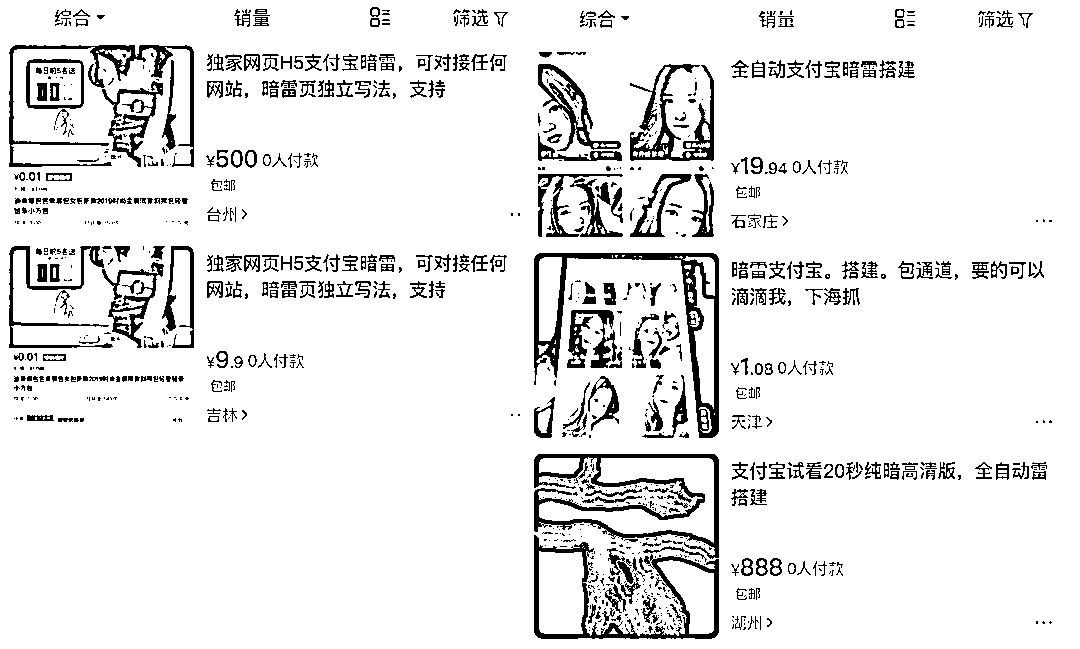 综合
销量
筛选
独家网页H5支付宝暗雷，可对接任何
网站，暗雷页独立写法，支持
¥500 0人付款
包邮
台州
每日前5名送
¥0.01
独家网页H5支付宝暗雷，可对接任何
网站，暗雷页独立写法，支持
¥9.9 0人付款
包邮
吉林
每日前5名送
¥0.01
综合
销量
筛选
全自动支付宝暗雷搭建
¥19.94 0人付款
包邮
石家庄
暗雷支付宝。搭建。包通道，要的可以
滴滴我，下海抓
¥1.08 0人付款
包邮
天津
支付宝试看20秒纯暗高清版，全自动雷
搭建
¥888 0人付款
包邮
湖州